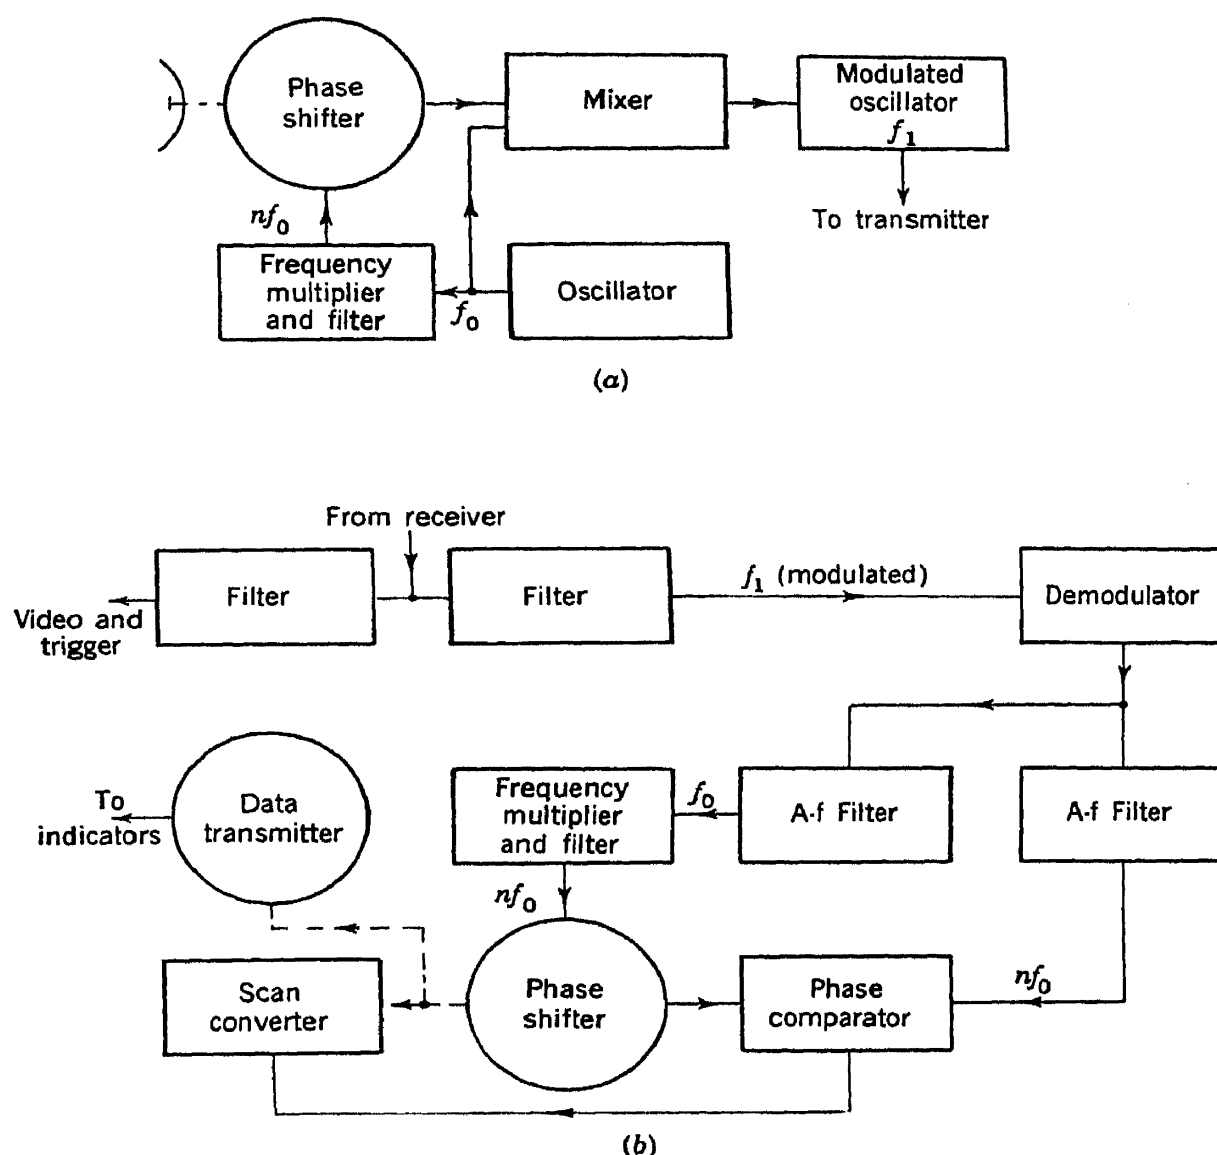 Phase
shifter
Mixer
Modulated
oscillator
f₁
To transmitter
nf₀
Frequency
multiplier
and filter
f₀
Oscillator
(a)
From receiver
Filter
Filter
f₁ (modulated)
Demodulator
Video and
trigger
To
indicators
Data
transmitter
Frequency
multiplier
and filter
f₀
A-f Filter
A-f Filter
nf₀
Scan
converter
Phase
shifter
Phase
comparator
nf₀
(b)